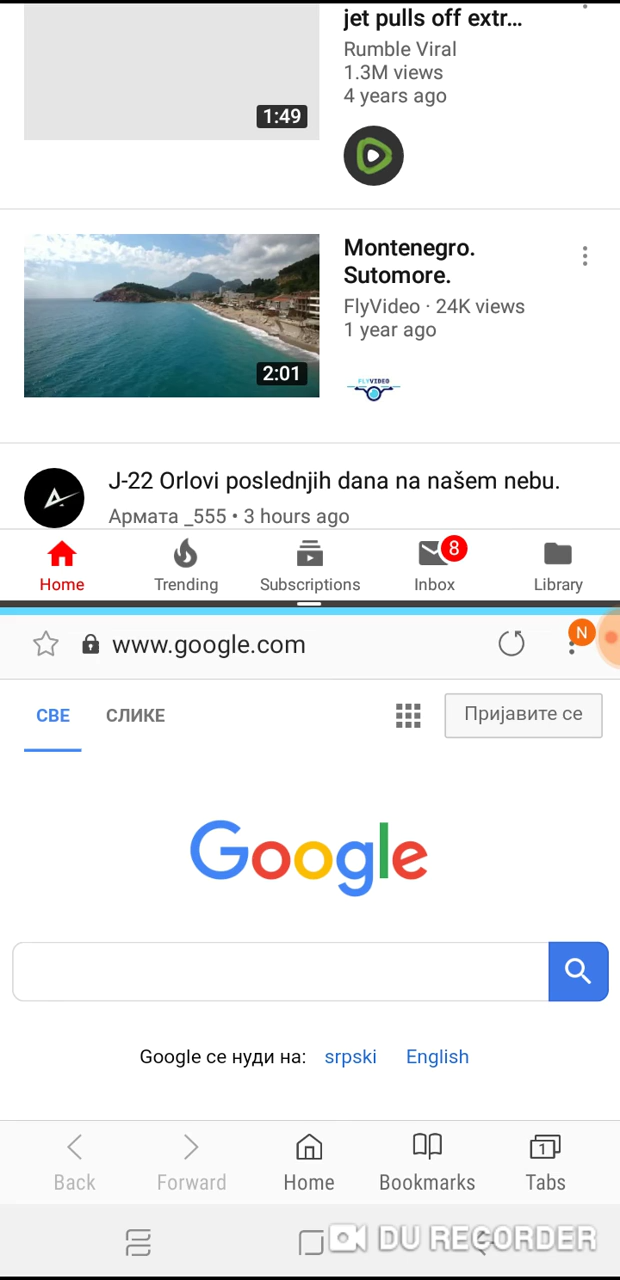 jet pulls off extr...
Rumble Viral
1.3M views
4 years ago
1:49
Montenegro.
Sutomore.
FlyVideo · 24K views
1 year ago
2:01
FLYVIDEO
J-22 Orlovi poslednjih dana na našem nebu.
Армата _555 • 3 hours ago
8
Home Trending Subscriptions Inbox Library
www.google.com
N
СВЕ СЛИКЕ Пријавите се
Google
Google се нуди на: srpski English
1
Back Forward Home Bookmarks Tabs
DU RECORDER